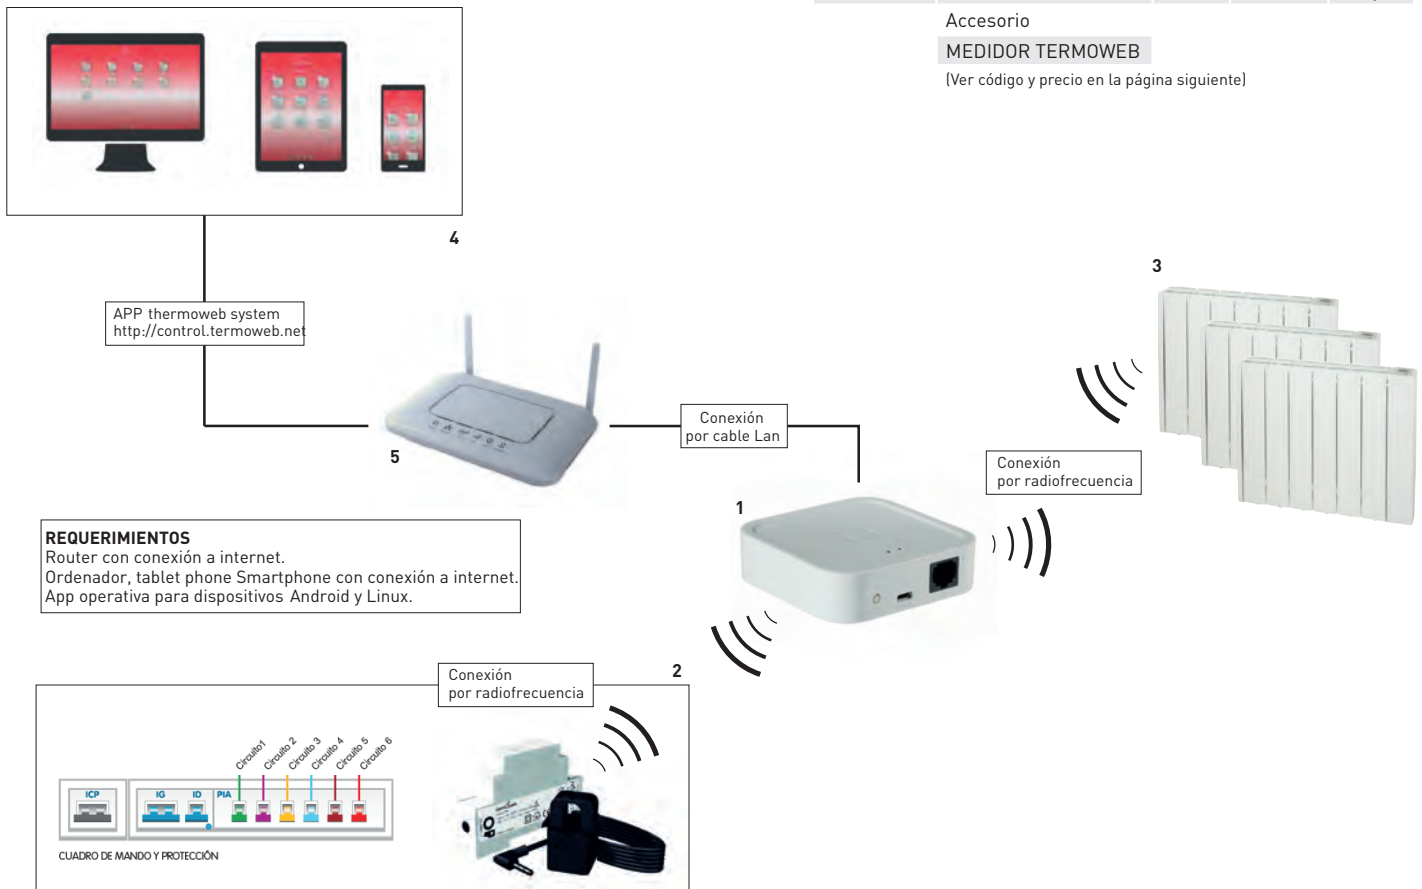 Accesorio
MEDIDOR TERMOWEB
(Ver código y precio en la página siguiente)
4
3
APP thermoweb system
http://control.termoweb.net
Conexión
por cable Lan
5
Conexión
por radiofrecuencia
1
REQUERIMIENTOS
Router con conexión a internet.
Ordenador, tablet phone Smartphone con conexión a internet.
App operativa para dispositivos Android y Linux.
2
Conexión
por radiofrecuencia
Circuito1
Circuito 2
Circuito 3
Circuito 4
Circuito 5
Circuito 6
ICP
IG
ID
PIA
CUADRO DE MANDO Y PROTECCIÓN